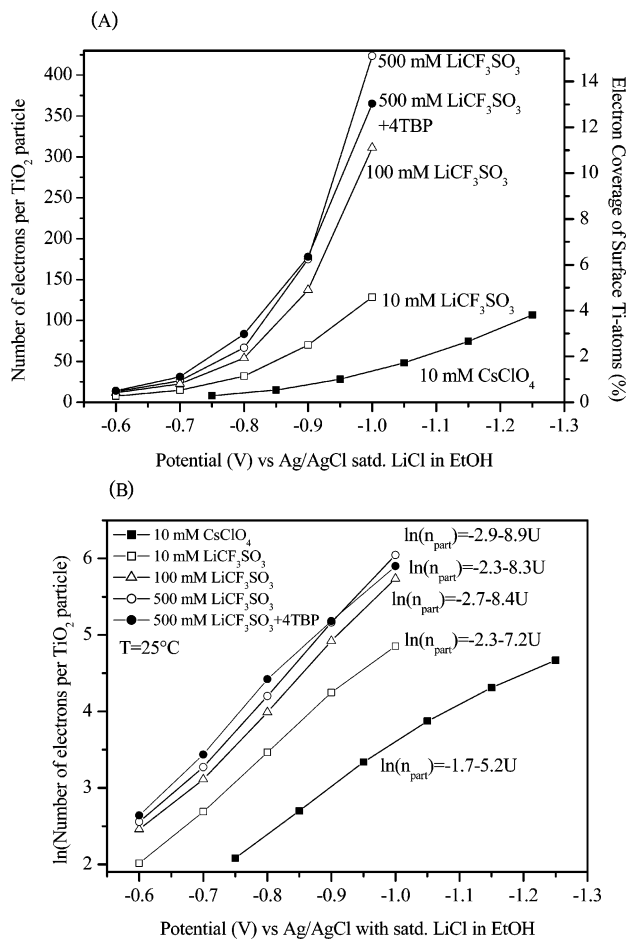 (A)
400
350
300
250
200
150
100
50
0
Number of electrons per TiO2 particle
14
12
10
8
6
4
2
0
Electron Coverage of Surface Ti-atoms (%)
500 mM LiCF3SO3
500 mM LiCF3SO3
+4TBP
100 mM LiCF3SO3
10 mM LiCF3SO3
10 mM CsClO4
-0.6 -0.7 -0.8 -0.9 -1.0 -1.1 -1.2 -1.3
Potential (V) vs Ag/AgCl satd. LiCl in EtOH
(B)
6
5
4
3
2
ln(Number of electrons per TiO2 particle)
10 mM CsClO4
10 mM LiCF3SO3
100 mM LiCF3SO3
500 mM LiCF3SO3
500 mM LiCF3SO3+4TBP
T=25°C
ln(npart)=-2.9-8.9U
ln(npart)=-2.3-8.3U
ln(npart)=-2.7-8.4U
ln(npart)=-2.3-7.2U
ln(npart)=-1.7-5.2U
-0.6 -0.7 -0.8 -0.9 -1.0 -1.1 -1.2 -1.3
Potential (V) vs Ag/AgCl with satd. LiCl in EtOH